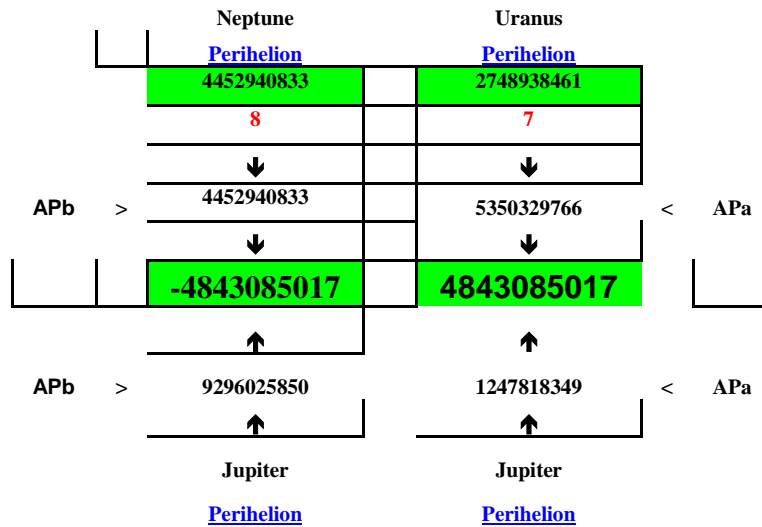 Neptune Uranus
Perihelion Perihelion
4452940833 2748938461
8 7
🡻 🡻
APb > 4452940833 5350329766 < APa
🡻 🡻
-4843085017 4843085017
🡹 🡹
APb > 9296025850 1247818349 < APa
🡹 🡹
Jupiter Jupiter
Perihelion Perihelion